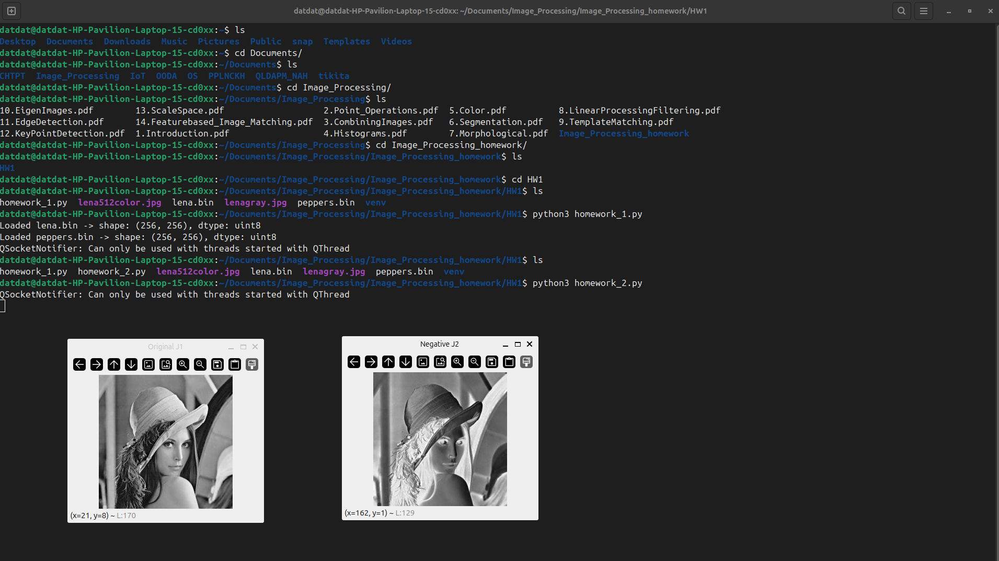 datdat@datdat-HP-Pavilion-Laptop-15-cd0xx: ~/Documents/Image_Processing/Image_Processing_homework/HW1
datdat@datdat-HP-Pavilion-Laptop-15-cd0xx:~$ ls
Desktop  Documents  Downloads  Music  Pictures  Public  snap  Templates  Videos
datdat@datdat-HP-Pavilion-Laptop-15-cd0xx:~$ cd Documents/
datdat@datdat-HP-Pavilion-Laptop-15-cd0xx:~/Documents$ ls
CHTPT  Image_Processing  IoT  OODA  OS  PPLNCKH  QLDAPM_NAH  tikita
datdat@datdat-HP-Pavilion-Laptop-15-cd0xx:~/Documents$ cd Image_Processing/
datdat@datdat-HP-Pavilion-Laptop-15-cd0xx:~/Documents/Image_Processing$ ls
10.EigenImages.pdf        13.ScaleSpace.pdf                   2.Point_Operations.pdf  5.Color.pdf          8.LinearProcessingFiltering.pdf
11.EdgeDetection.pdf      14.Featurebased_Image_Matching.pdf  3.CombiningImages.pdf   6.Segmentation.pdf   9.TemplateMatching.pdf
12.KeyPointDetection.pdf  1.Introduction.pdf                  4.Histograms.pdf        7.Morphological.pdf  Image_Processing_homework
datdat@datdat-HP-Pavilion-Laptop-15-cd0xx:~/Documents/Image_Processing$ cd Image_Processing_homework/
datdat@datdat-HP-Pavilion-Laptop-15-cd0xx:~/Documents/Image_Processing/Image_Processing_homework$ ls
HW1
datdat@datdat-HP-Pavilion-Laptop-15-cd0xx:~/Documents/Image_Processing/Image_Processing_homework$ cd HW1
datdat@datdat-HP-Pavilion-Laptop-15-cd0xx:~/Documents/Image_Processing/Image_Processing_homework/HW1$ ls
homework_1.py  lena512color.jpg  lena.bin  lenagray.jpg  peppers.bin  venv
datdat@datdat-HP-Pavilion-Laptop-15-cd0xx:~/Documents/Image_Processing/Image_Processing_homework/HW1$ python3 homework_1.py
Loaded lena.bin -> shape: (256, 256), dtype: uint8
Loaded peppers.bin -> shape: (256, 256), dtype: uint8
QSocketNotifier: Can only be used with threads started with QThread
datdat@datdat-HP-Pavilion-Laptop-15-cd0xx:~/Documents/Image_Processing/Image_Processing_homework/HW1$ ls
homework_1.py  homework_2.py  lena512color.jpg  lena.bin  lenagray.jpg  peppers.bin  venv
datdat@datdat-HP-Pavilion-Laptop-15-cd0xx:~/Documents/Image_Processing/Image_Processing_homework/HW1$ python3 homework_2.py
QSocketNotifier: Can only be used with threads started with QThread
Original J1
(x=21, y=8) ~ L:170
Negative J2
(x=162, y=1) ~ L:129